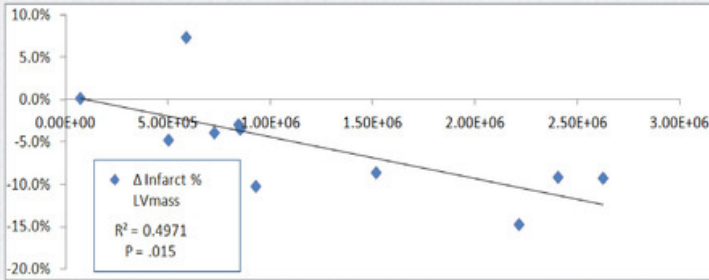 10.0%
5.0%
0.0%
0.00E+00 5.00E+05 1.00E+06 1.50E+06 2.00E+06 2.50E+06 3.00E+06
-5.0%
-10.0%
-15.0%
-20.0%
Δ Infarct %
LVmass
R² = 0.4971
P = .015